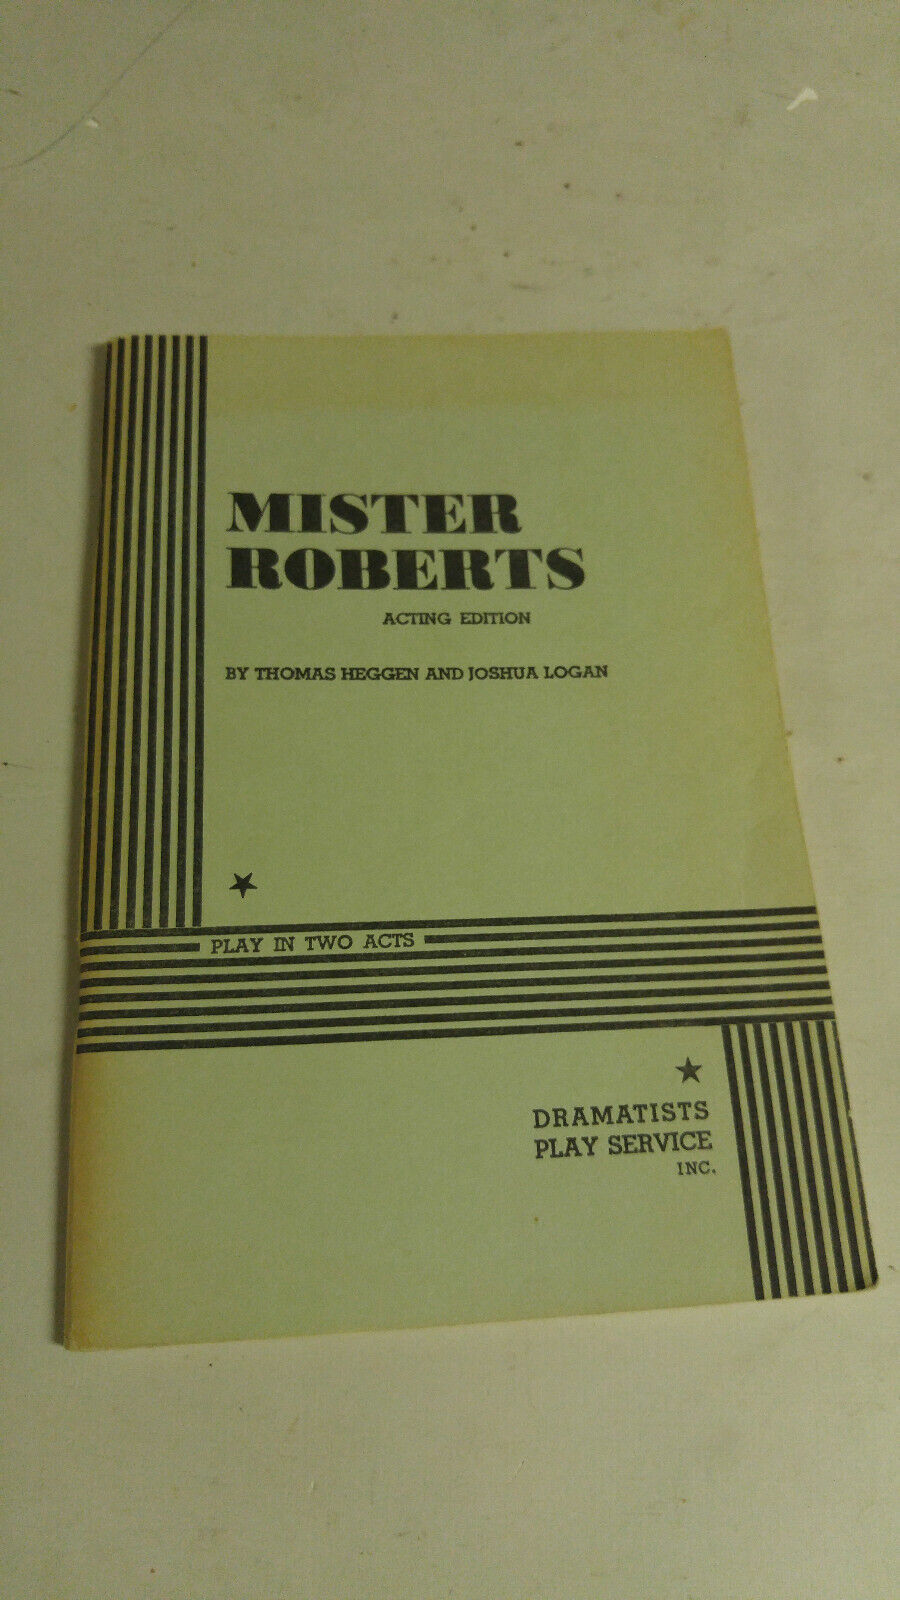 MISTER
ROBERTS
ACTING EDITION
BY THOMAS HEGGEN AND JOSHUA LOGAN
PLAY IN TWO ACTS
DRAMATISTS
PLAY SERVICE
INC.